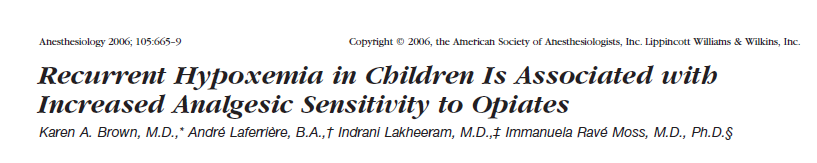 Anesthesiology 2006; 105:665–9 Copyright © 2006, the American Society of Anesthesiologists, Inc. Lippincott Williams & Wilkins, Inc.
Recurrent Hypoxemia in Children Is Associated with
Increased Analgesic Sensitivity to Opiates
Karen A. Brown, M.D.,* André Laferrière, B.A.,† Indrani Lakheeram, M.D.,‡ Immanuela Ravé Moss, M.D., Ph.D.§